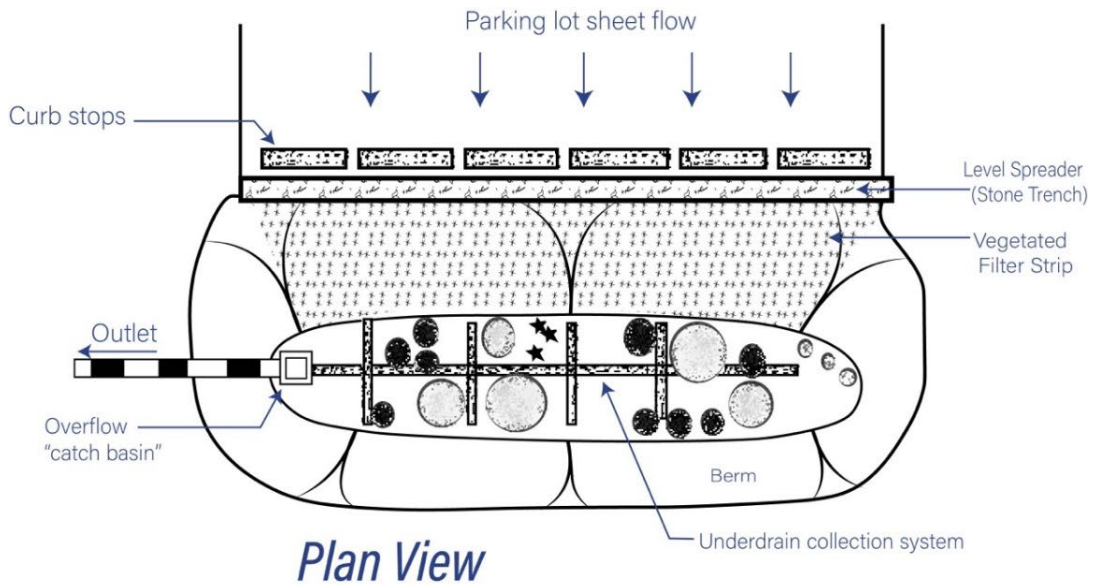 Parking lot sheet flow
Curb stops
Level Spreader
(Stone Trench)
Vegetated
Filter Strip
Outlet
Overflow
“catch basin”
Berm
Underdrain collection system
Plan View